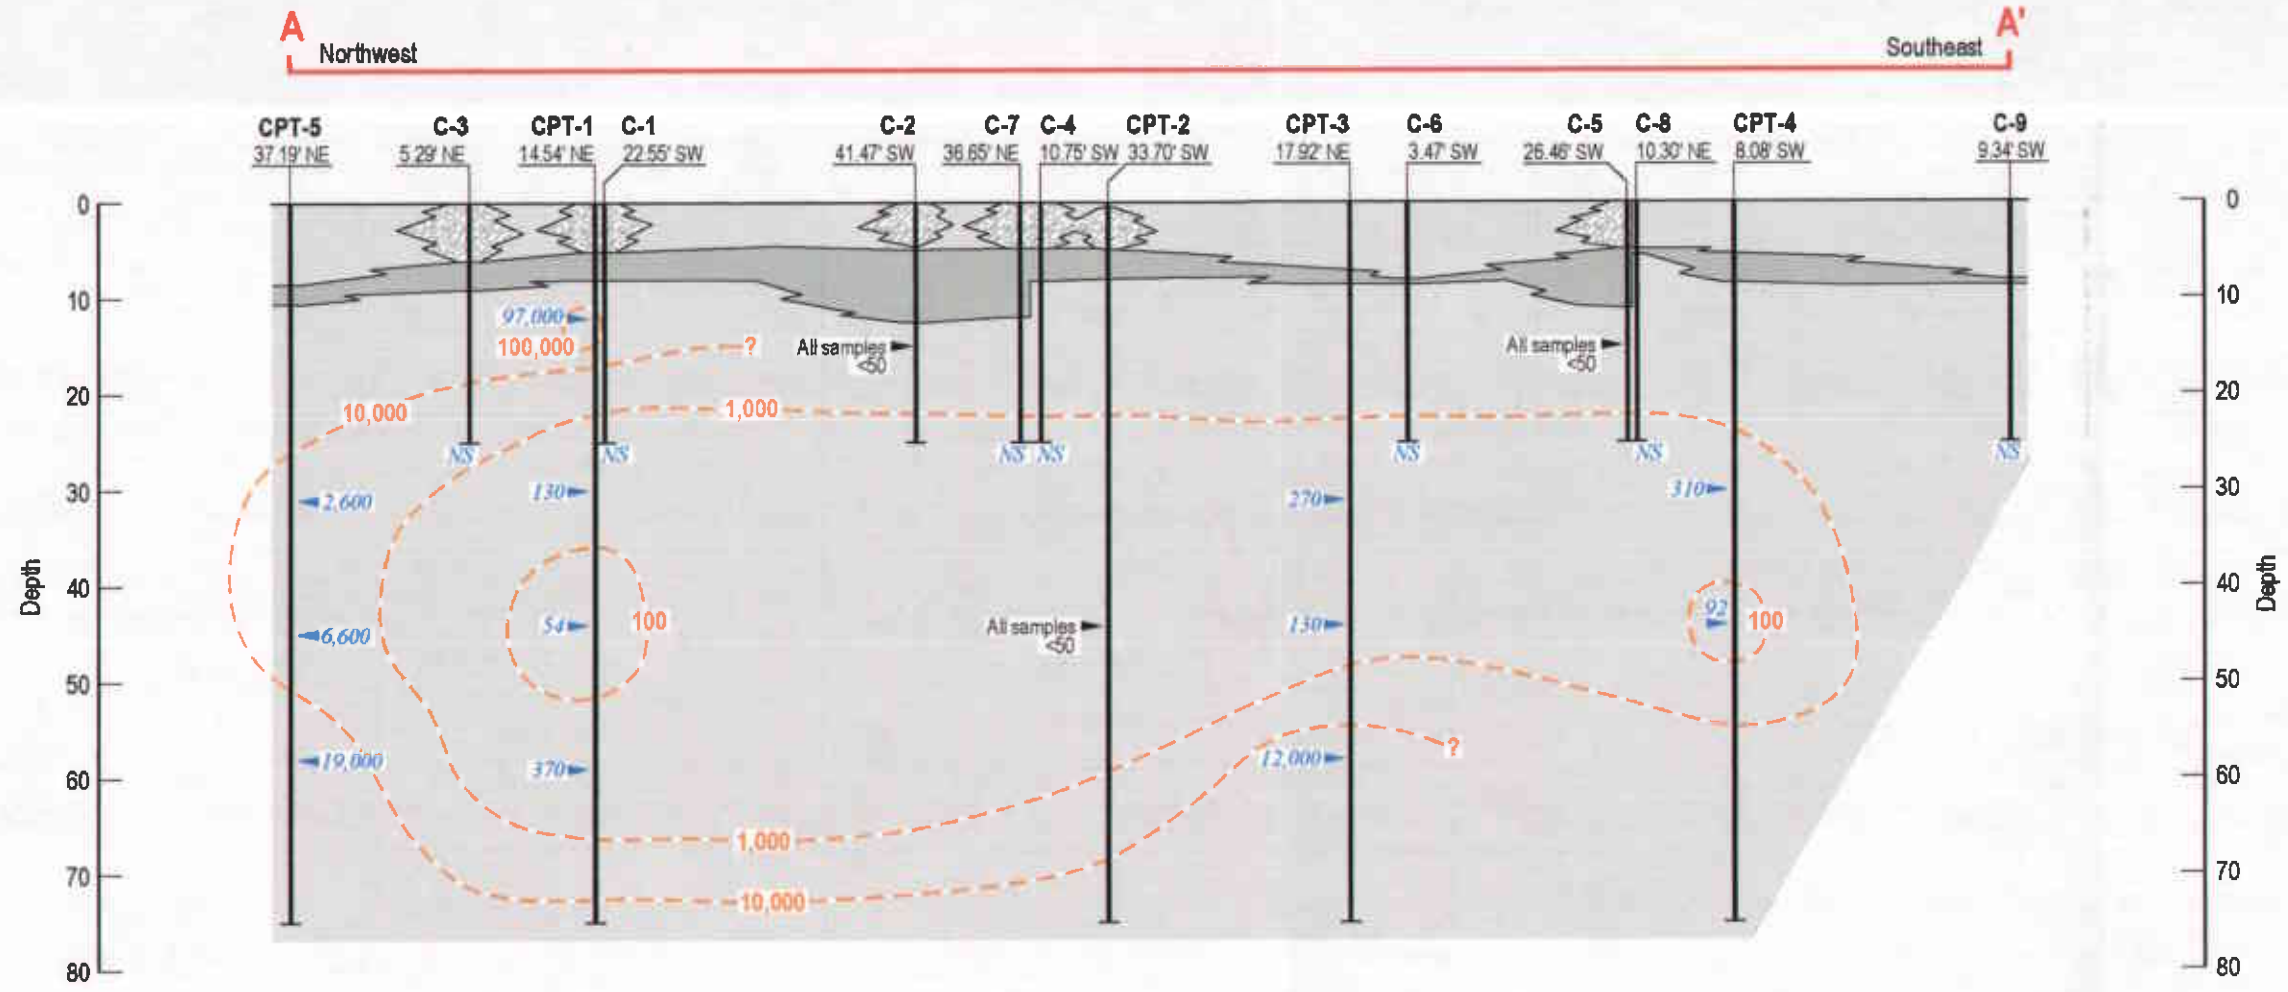 A
A'
Northwest
Southeast
CPT-5
C-3
CPT-1
C-1
C-2
C-7
C-4
CPT-2
CPT-3
C-6
C-5
C-8
CPT-4
C-9
37.19' NE
5.29' NE
14.54' NE
22.55' SW
41.47' SW
36.65' NE
10.75' SW
33.70' SW
17.92' NE
3.47' SW
26.46' SW
10.30' NE
8.08' SW
9.34' SW
0
0
10
10
97,000
100,000
?
All samples
<50
All samples
<50
20
20
10,000
1,000
NS
NS
NS
NS
NS
NS
NS
30
30
2,600
130
270
310
40
40
Depth
Depth
92
100
54
100
6,600
All samples
<50
130
50
50
19,000
370
12,000
?
60
60
1,000
70
70
10,000
80
80